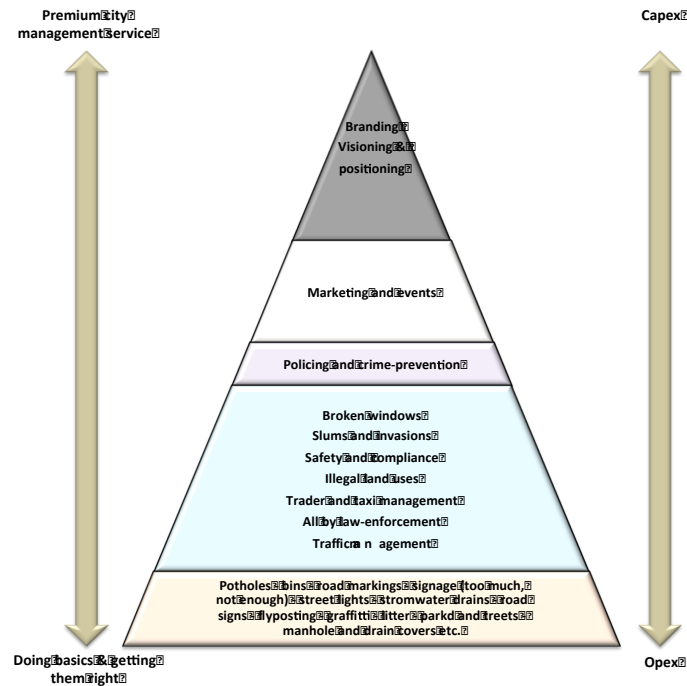 Premium city
management service
Capex
Branding
Visioning &
positioning
Marketing and events
Policing and crime-prevention
Broken windows
Slums and invasions
Safety and compliance
Illegal land uses
Trader and taxi management
All by law-enforcement
Traffic management
Potholes - bins - road markings - signage (too much,
not enough) - street lights - stromwater drains - road
signs - flyposting - graffitti - litter - parkd and treets -
manhole and drain covers etc.
Doing basics & getting
them right
Opex